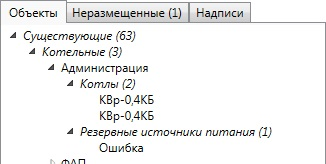 Объекты Неразмещенные (1) Надписи
Существующие (63)
Котельные (3)
Администрация
Котлы (2)
КВр-0,4КБ
КВр-0,4КБ
Резервные источники питания (1)
Ошибка
ФАП